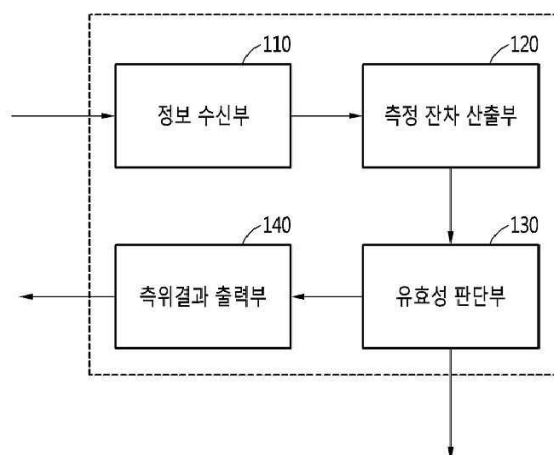 110
정보 수신부
120
측정 잔차 산출부
140
측위결과 출력부
130
유효성 판단부